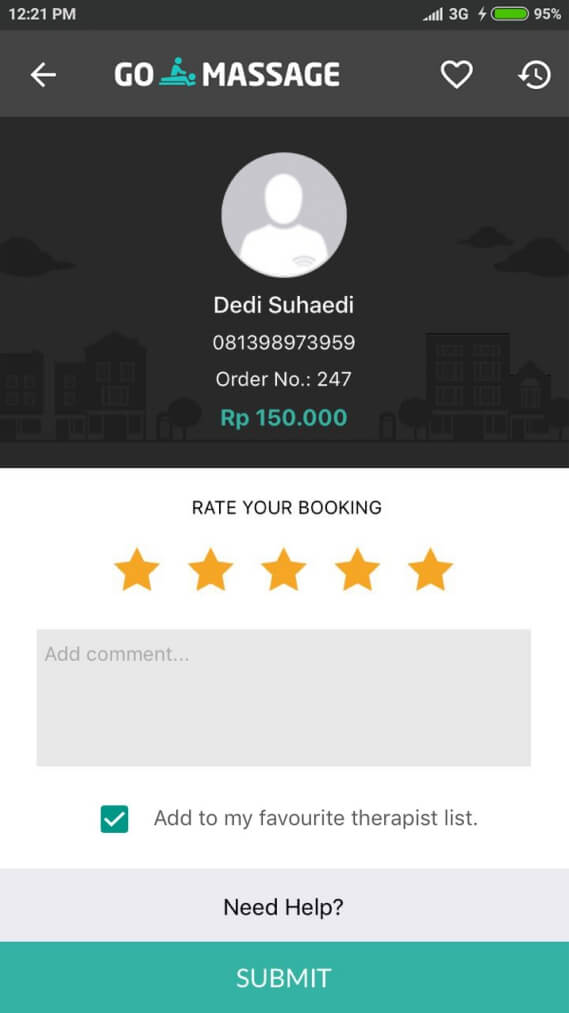 12:21 PM 3G 95%
GO MASSAGE
Dedi Suhaedi
081398973959
Order No.: 247
Rp 150.000
RATE YOUR BOOKING
Add comment...
Add to my favourite therapist list.
Need Help?
SUBMIT